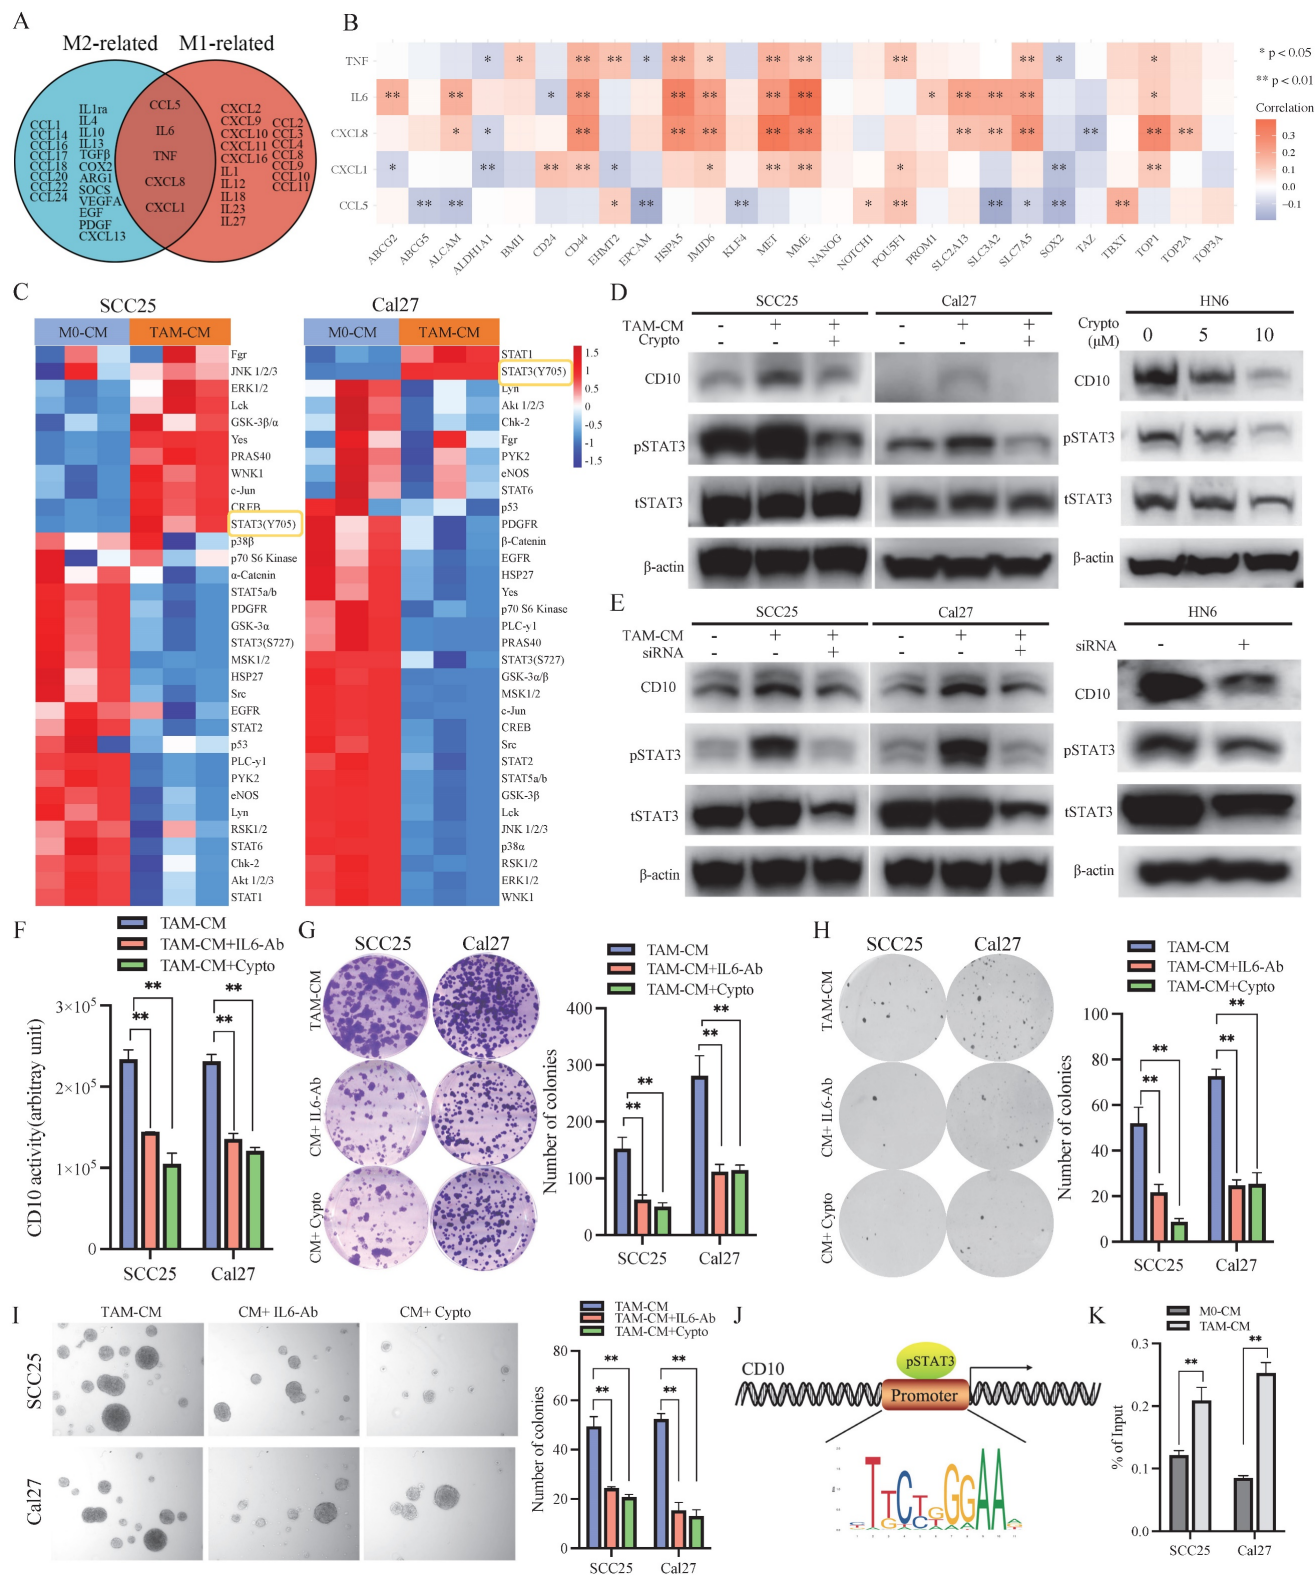 A
M2-related M1-related
CCL1
CCL14
CCL16
CCL17
CCL18
CCL20
CCL22
CCL24
IL1ra
IL4
IL10
IL13
TGFβ
COX2
ARG1
SOCS
VEGFA
EGF
PDGF
CXCL13
CCL5
IL6
TNF
CXCL8
CXCL1
CXCL2
CXCL9
CXCL10
CXCL11
CXCL16
IL1
IL12
IL18
IL23
IL27
CCL2
CCL3
CCL4
CCL8
CCL9
CCL10
CCL11
B
TNF * * ** ** * ** * ** ** ** ** * *
IL6 ** ** * ** ** ** ** ** * ** ** ** *
CXCL8 * * ** ** ** ** ** ** ** ** ** ** **
CXCL1 * ** ** ** * ** * ** ** * ** **
CCL5 ** ** * ** ** * ** ** * ** **
ABCG2 ABCG5 ALCAM ALDH1A1 BMI1 CD24 CD44 EHMT2 EPCAM HSPA5 JMJD6 KLF4 MET MME NANOG NOTCH1 POU5F1 PROM1 SLC2A13 SLC3A2 SLC7A5 SOX2 TAZ TBXT TOP1 TOP2A TOP3A
* p < 0.05
** p < 0.01
Correlation
0.3
0.2
0.1
0.0
-0.1
C
SCC25
M0-CM TAM-CM
Fgr
JNK 1/2/3
ERK1/2
Lck
GSK-3β/α
Yes
PRAS40
WNK1
c-Jun
CREB
STAT3(Y705)
p38β
p70 S6 Kinase
α-Catenin
STAT5a/b
PDGFR
GSK-3α
STAT3(S727)
MSK1/2
HSP27
Src
EGFR
STAT2
p53
PLC-y1
PYK2
eNOS
Lyn
RSK1/2
STAT6
Chk-2
Akt 1/2/3
STAT1
Cal27
M0-CM TAM-CM
STAT1
STAT3(Y705)
Lyn
Akt 1/2/3
Chk-2
Fgr
PYK2
eNOS
STAT6
p53
PDGFR
β-Catenin
EGFR
HSP27
Yes
p70 S6 Kinase
PLC-y1
PRAS40
STAT3(S727)
GSK-3α/β
MSK1/2
c-Jun
CREB
Src
STAT2
STAT5a/b
GSK-3β
Lck
JNK 1/2/3
p38α
RSK1/2
ERK1/2
WNK1
1.5
1
0.5
0
-0.5
-1
-1.5
D
SCC25 Cal27 HN6
TAM-CM - + + - + +
Crypto - - + - - +
Crypto 0 5 10
(μM)
CD10 CD10
pSTAT3 pSTAT3
tSTAT3 tSTAT3
β-actin β-actin
E
SCC25 Cal27 HN6
TAM-CM - + + - + +
siRNA - - + - - +
siRNA - +
CD10 CD10
pSTAT3 pSTAT3
tSTAT3 tSTAT3
β-actin β-actin
F
TAM-CM
TAM-CM+IL6-Ab
TAM-CM+Cypto
CD10 activity(arbitray unit)
3×10⁵
2×10⁵
1×10⁵
0
** ** ** **
SCC25 Cal27
G
SCC25 Cal27
TAM-CM
CM+ IL6-Ab
CM+ Cypto
TAM-CM
TAM-CM+IL6-Ab
TAM-CM+Cypto
Number of colonies
400
300
200
100
0
** ** ** **
SCC25 Cal27
H
SCC25 Cal27
TAM-CM
CM+ IL6-Ab
CM+ Cypto
TAM-CM
TAM-CM+IL6-Ab
TAM-CM+Cypto
Number of colonies
100
80
60
40
20
0
** ** ** **
SCC25 Cal27
I
TAM-CM CM+ IL6-Ab CM+ Cypto
SCC25
Cal27
TAM-CM
TAM-CM+IL6-Ab
TAM-CM+Cypto
Number of colonies
80
60
40
20
0
** ** ** **
SCC25 Cal27
J
CD10
pSTAT3
Promoter
TTCTGGGAA
K
M0-CM
TAM-CM
% of Input
0.3
0.2
0.1
0.0
** **
SCC25 Cal27